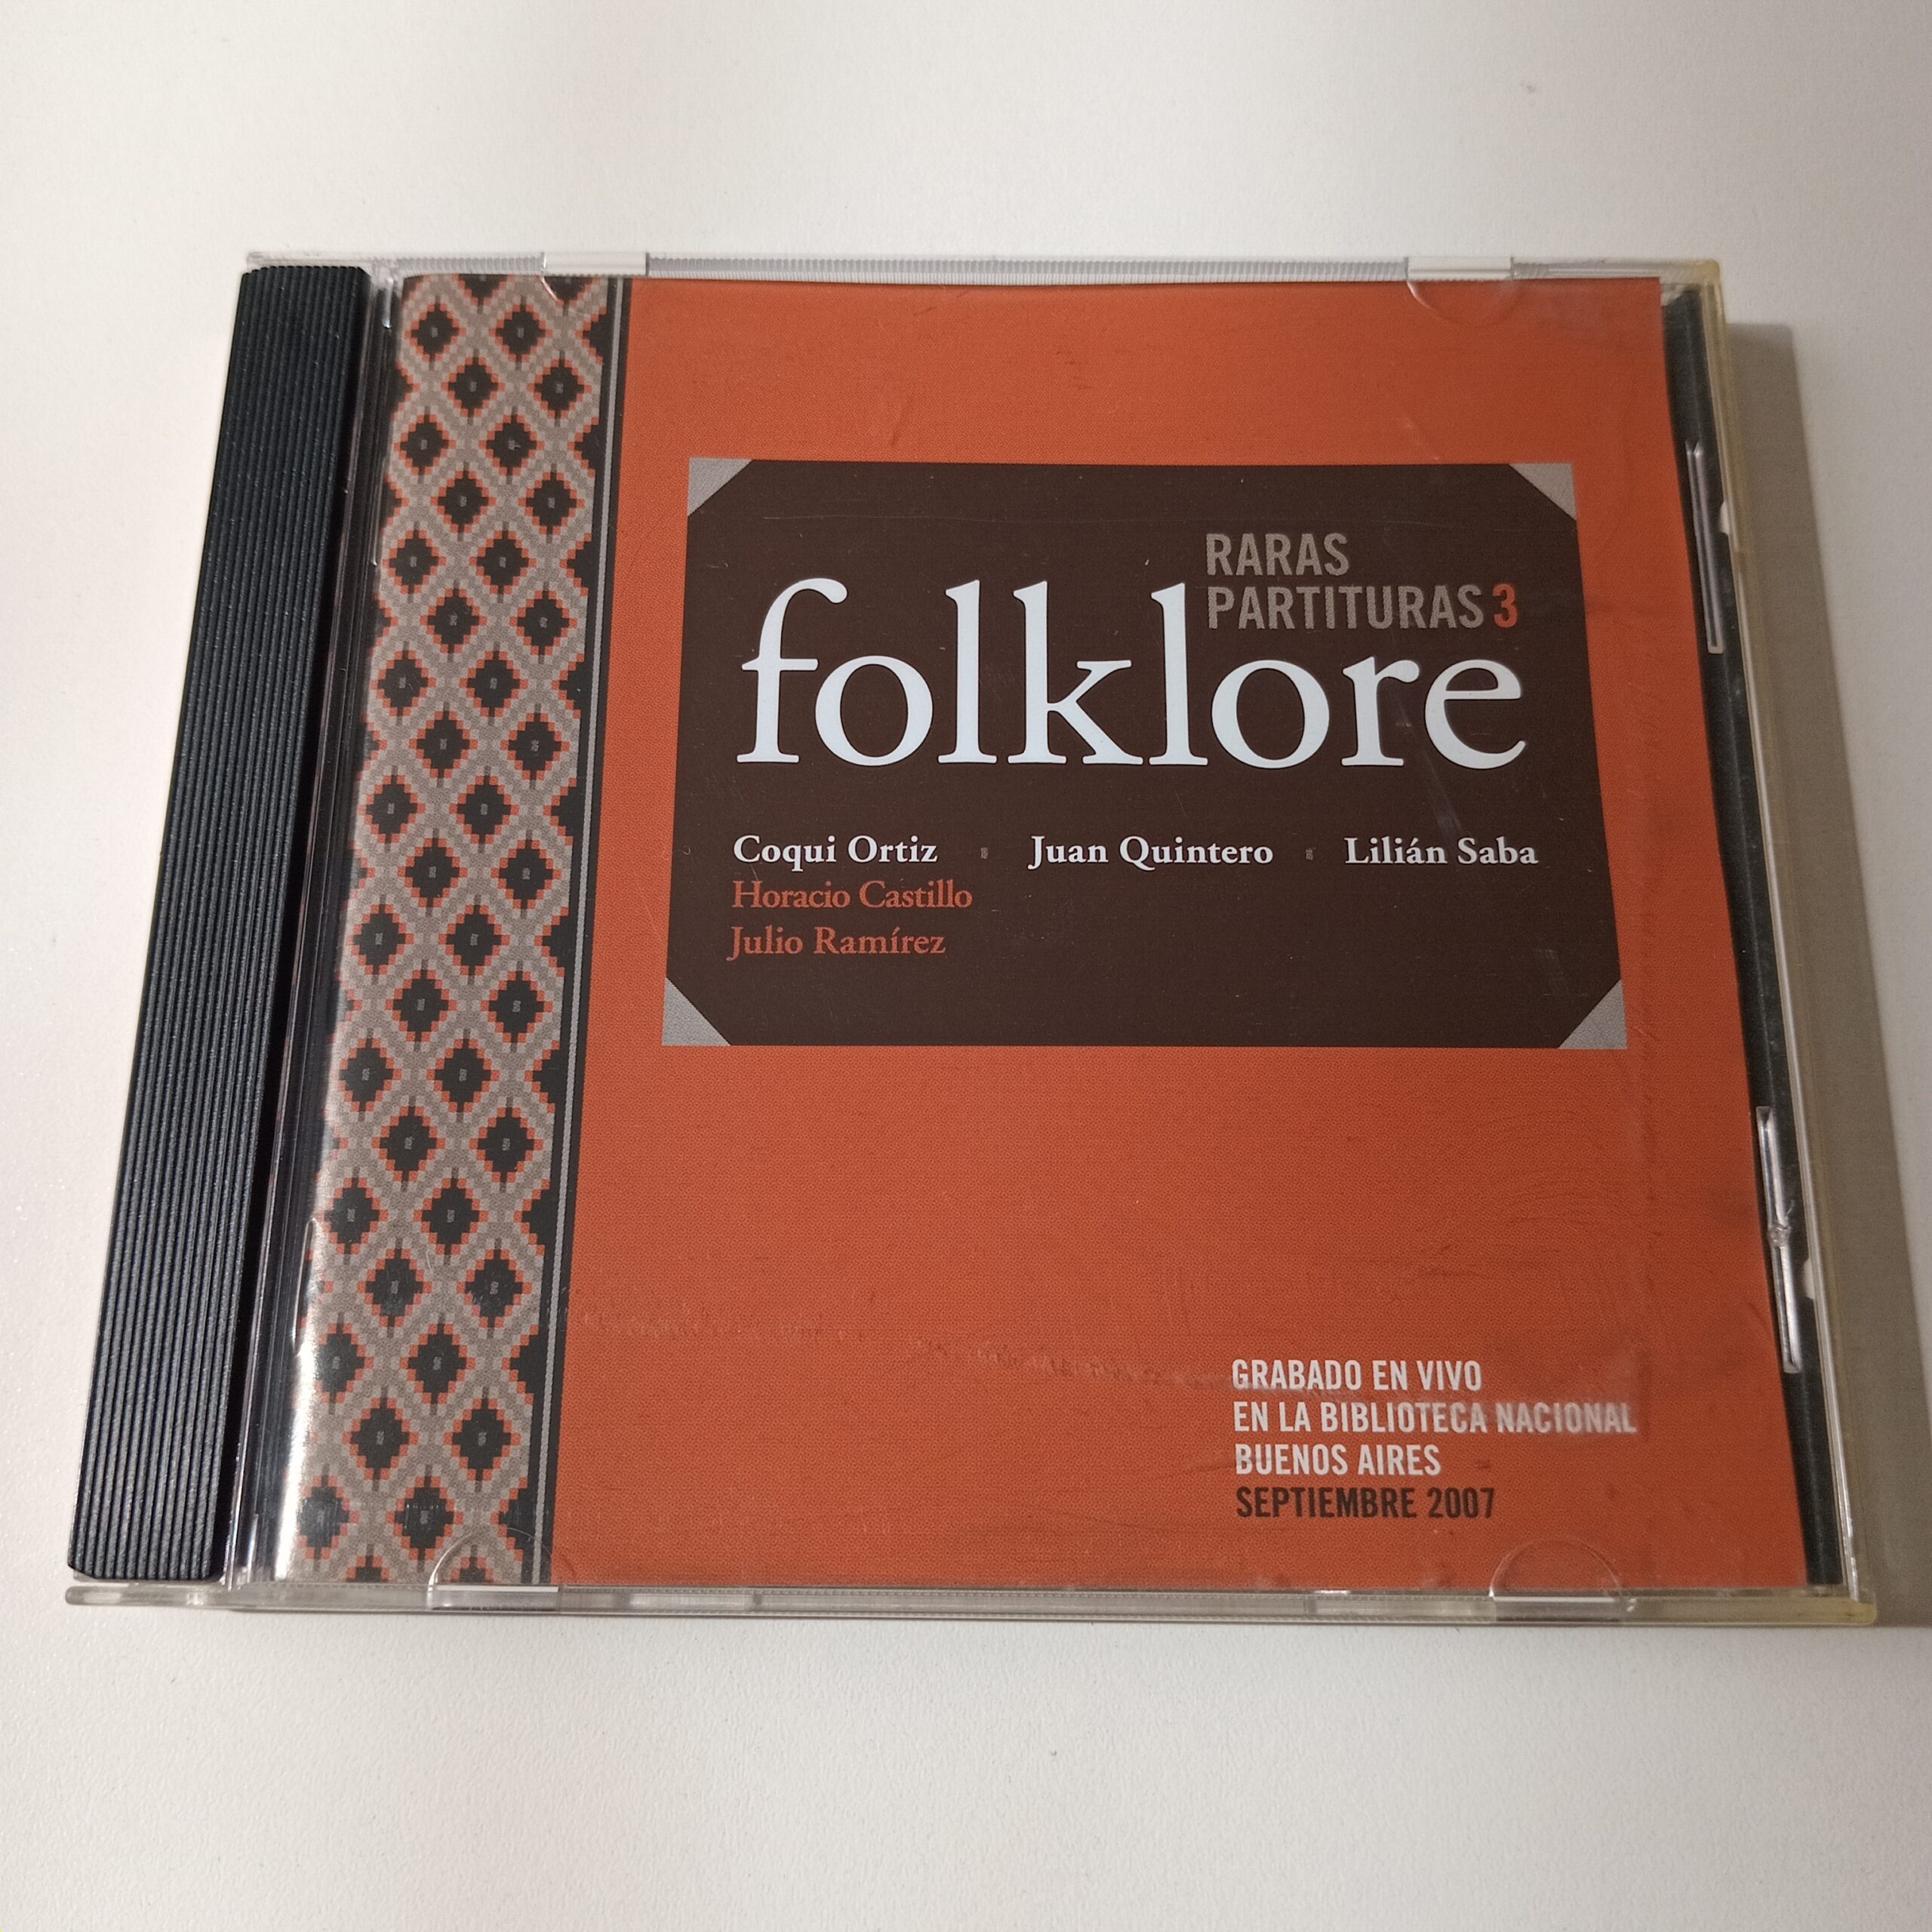 RARAS
PARTITURAS 3
folklore
Coqui Ortiz · Juan Quintero · Lilián Saba
Horacio Castillo
Julio Ramírez
GRABADO EN VIVO
EN LA BIBLIOTECA NACIONAL
BUENOS AIRES
SEPTIEMBRE 2007